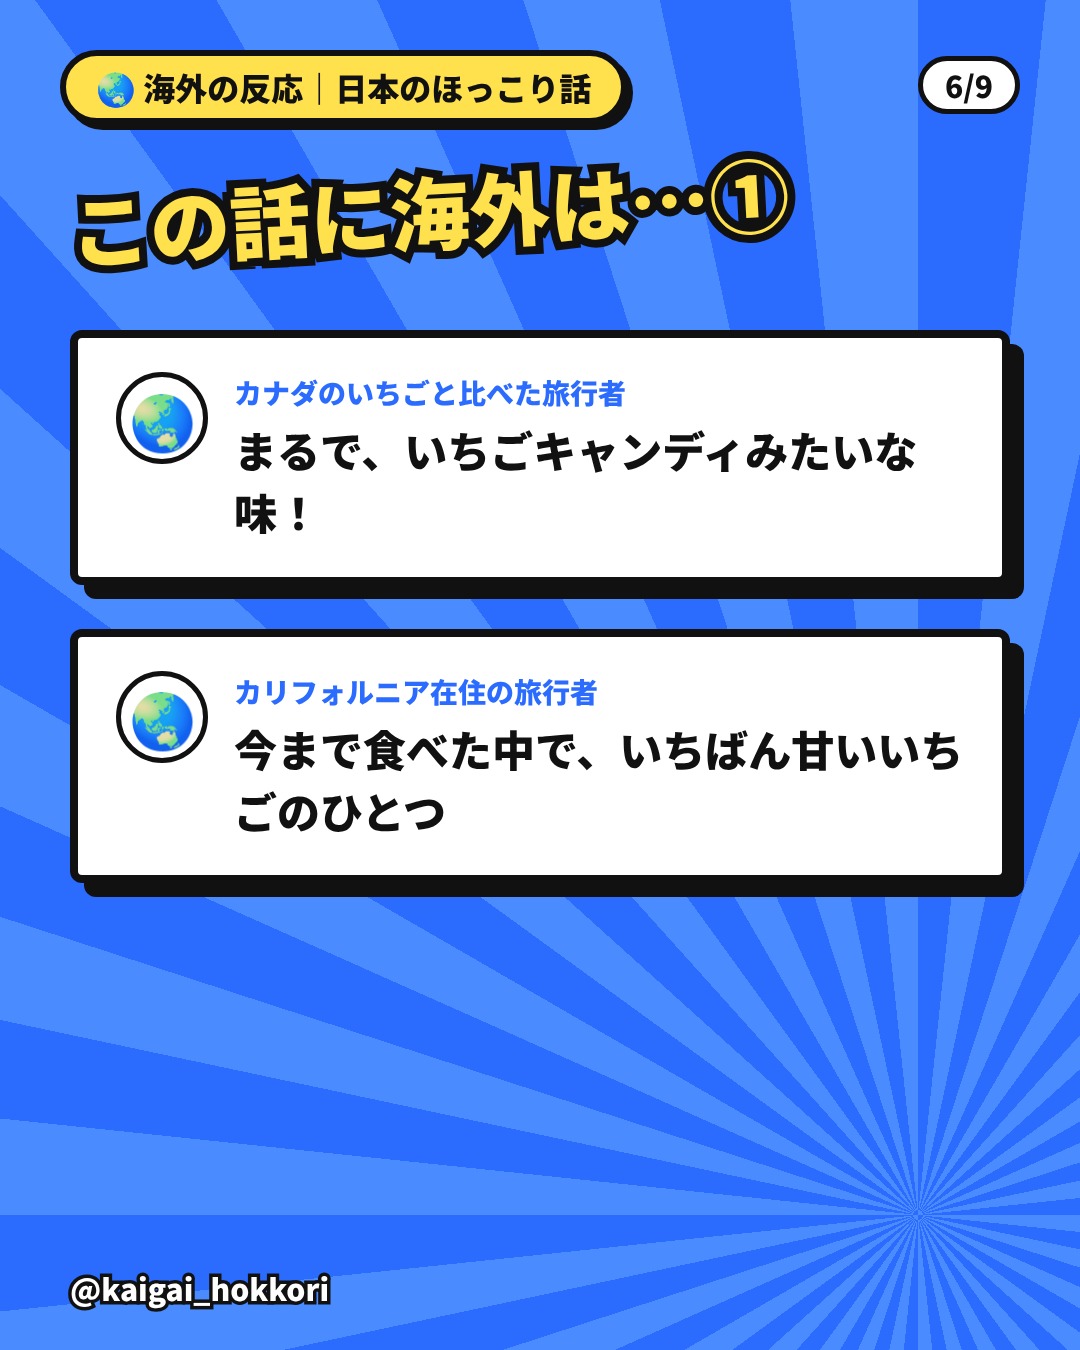 🌏 海外の反応｜日本のほっこり話
6/9
この話に海外は…①
カナダのいちごと比べた旅行者
まるで、いちごキャンディみたいな
味！
カリフォルニア在住の旅行者
今まで食べた中で、いちばん甘いいち
ごのひとつ
@kaigai_hokkori